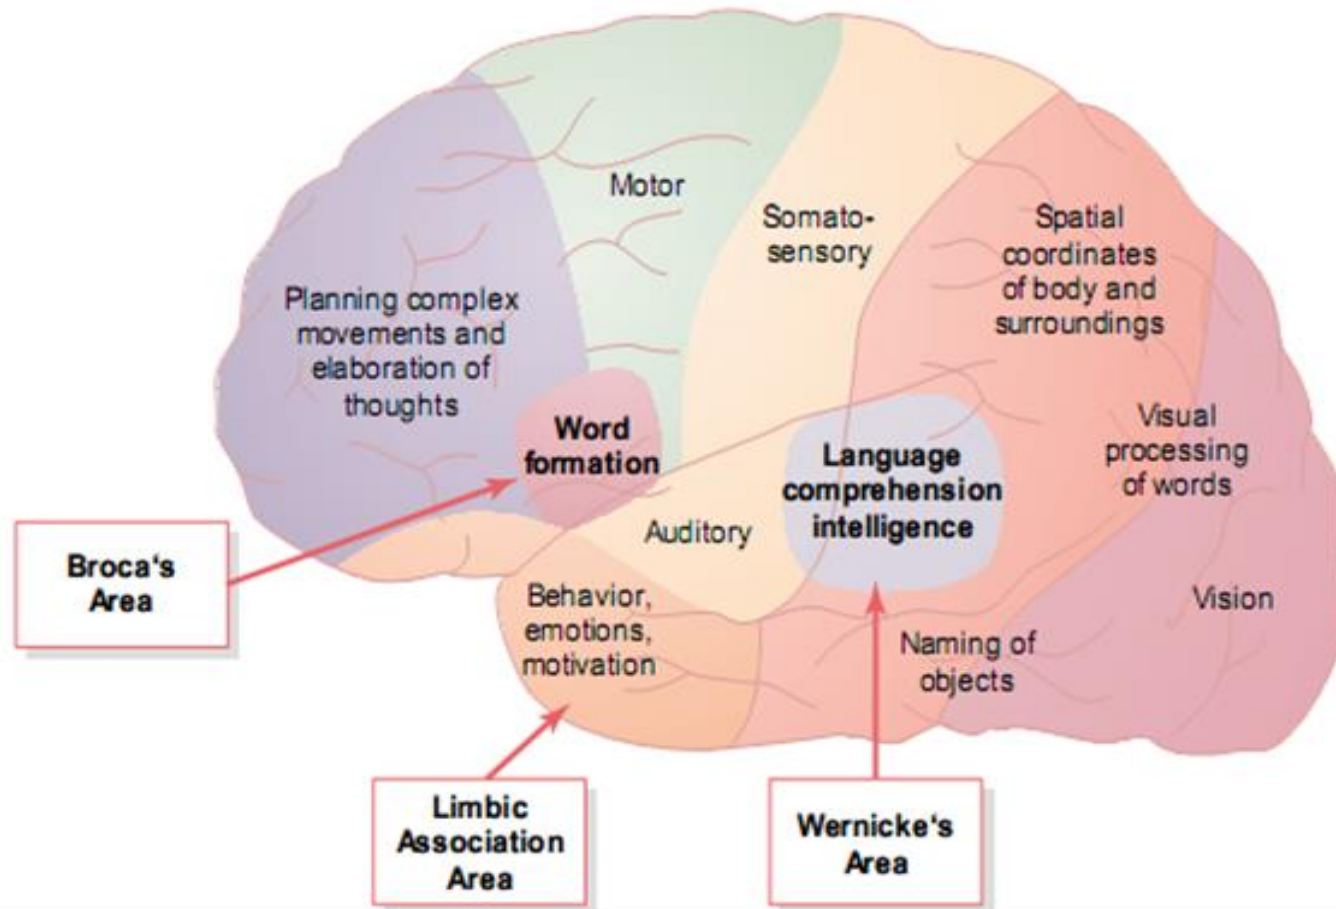 Motor
Somato-
sensory
Spatial
coordinates
of body and
surroundings
Planning complex
movements and
elaboration of
thoughts
Word
formation
Language
comprehension
intelligence
Visual
processing
of words
Auditory
Broca‘s
Area
Behavior,
emotions,
motivation
Vision
Naming of
objects
Limbic
Association
Area
Wernicke‘s
Area